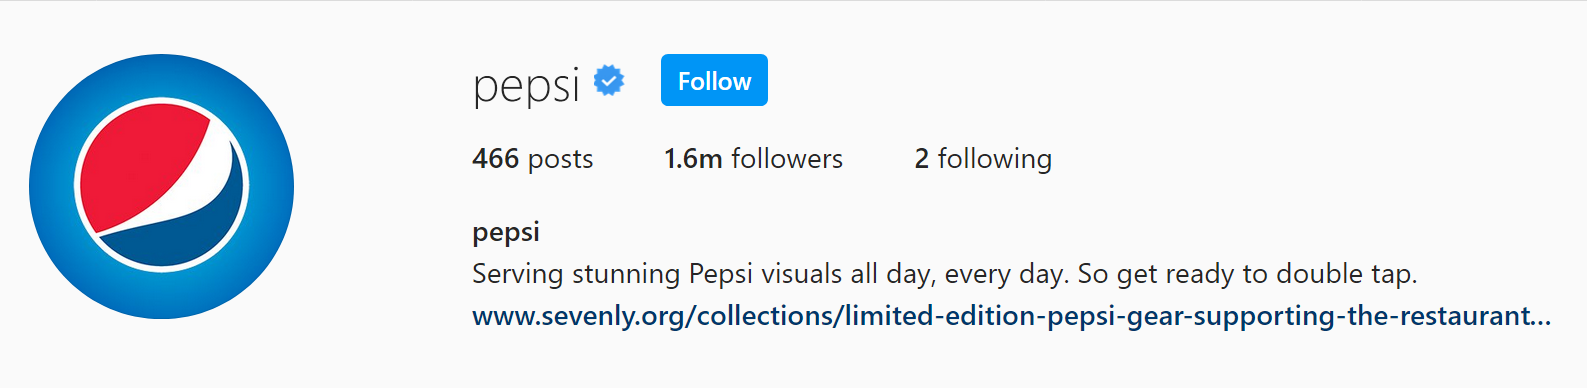 pepsi Follow
466 posts 1.6m followers 2 following
pepsi
Serving stunning Pepsi visuals all day, every day. So get ready to double tap.
www.sevenly.org/collections/limited-edition-pepsi-gear-supporting-the-restaurant...